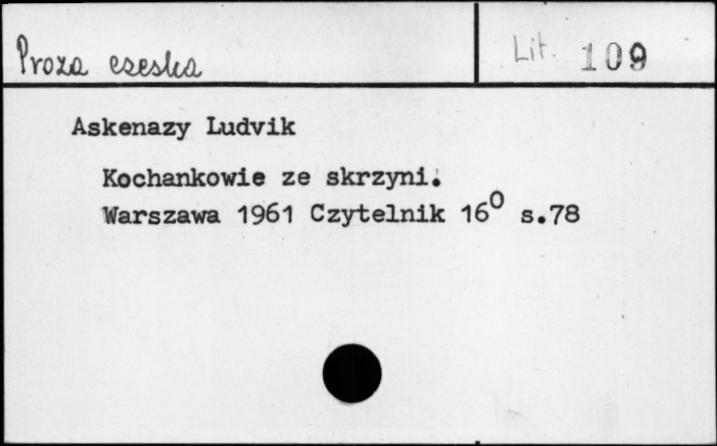 Proza czeska
Lit. 109
Askenazy Ludvik
Kochankowie ze skrzyni.
Warszawa 1961 Czytelnik 16⁰ s.78